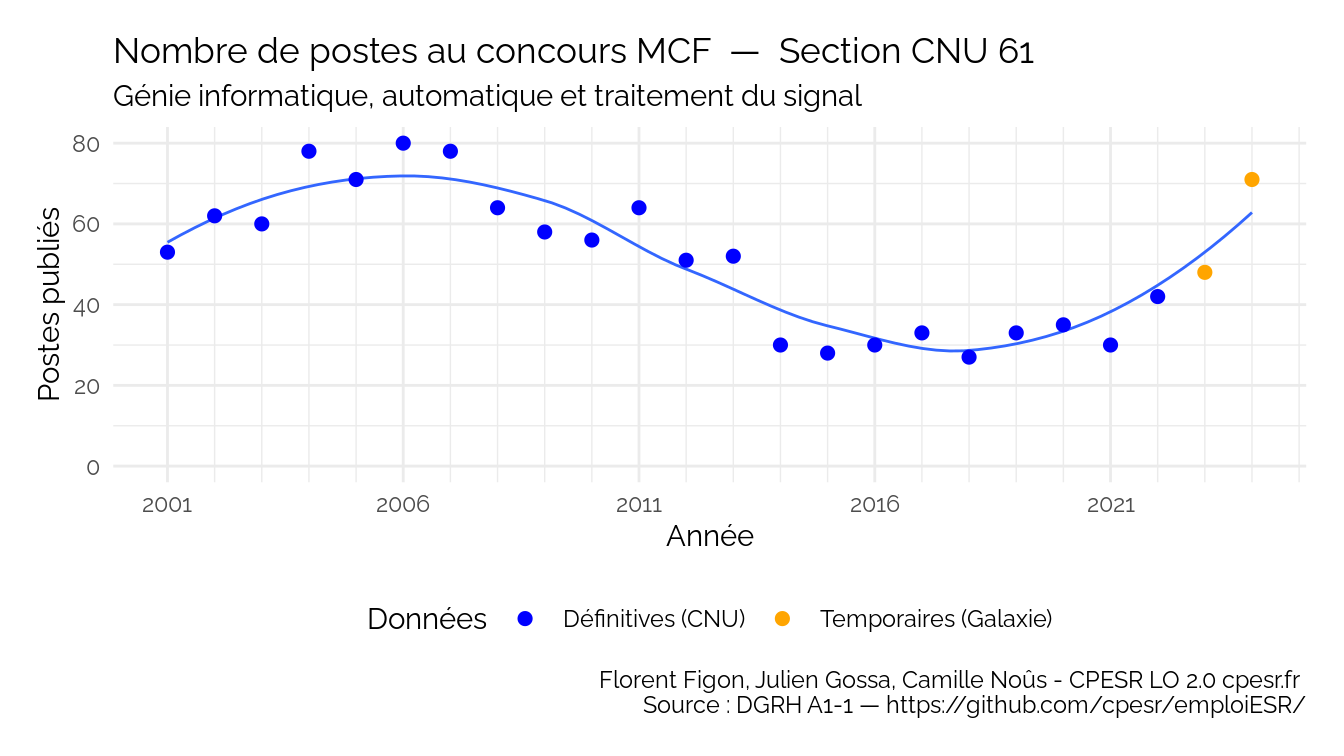 Nombre de postes au concours MCF — Section CNU 61
Génie informatique, automatique et traitement du signal
Postes publiés
80
60
40
20
0
2001 2006 2011 2016 2021
Année
Données Définitives (CNU) Temporaires (Galaxie)
Florent Figon, Julien Gossa, Camille Noûs - CPESR LO 2.0 cpesr.fr
Source : DGRH A1-1 — https://github.com/cpesr/emploiESR/